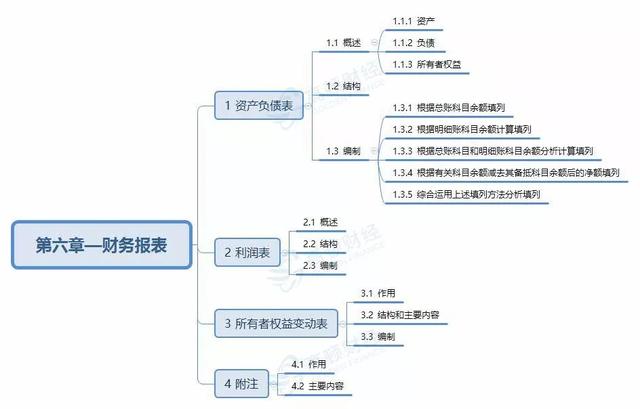 第六章—财务报表
1 资产负债表
1.1 概述
1.1.1 资产
1.1.2 负债
1.1.3 所有者权益
1.2 结构
1.3 编制
1.3.1 根据总账科目余额填列
1.3.2 根据明细账科目余额计算填列
1.3.3 根据总账科目和明细账科目余额分析计算填列
1.3.4 根据有关科目余额减去其备抵科目余额后的净额填列
1.3.5 综合运用上述填列方法分析填列
2 利润表
2.1 概述
2.2 结构
2.3 编制
3 所有者权益变动表
3.1 作用
3.2 结构和主要内容
3.3 编制
4 附注
4.1 作用
4.2 主要内容